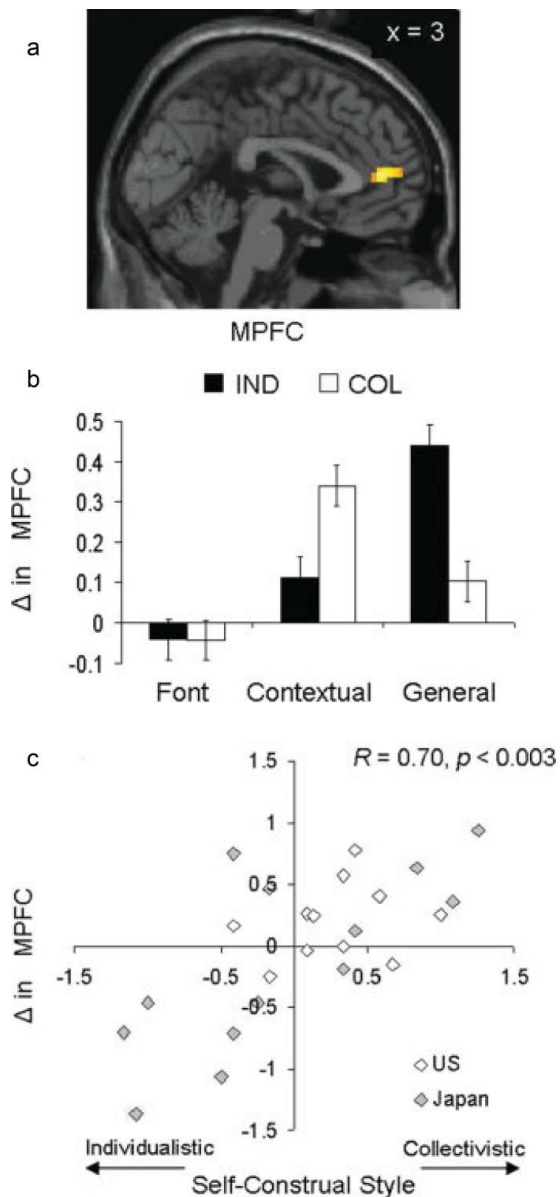 a
x = 3
MPFC
b
IND COL
Δ in MPFC
0.5
0.4
0.3
0.2
0.1
0
-0.1
Font Contextual General
c
R = 0.70, p < 0.003
Δ in MPFC
1.5
1
0.5
0
-1.5 -0.5 0.5 1.5
-0.5
-1
-1.5
US
Japan
Individualistic Collectivistic
Self-Construal Style